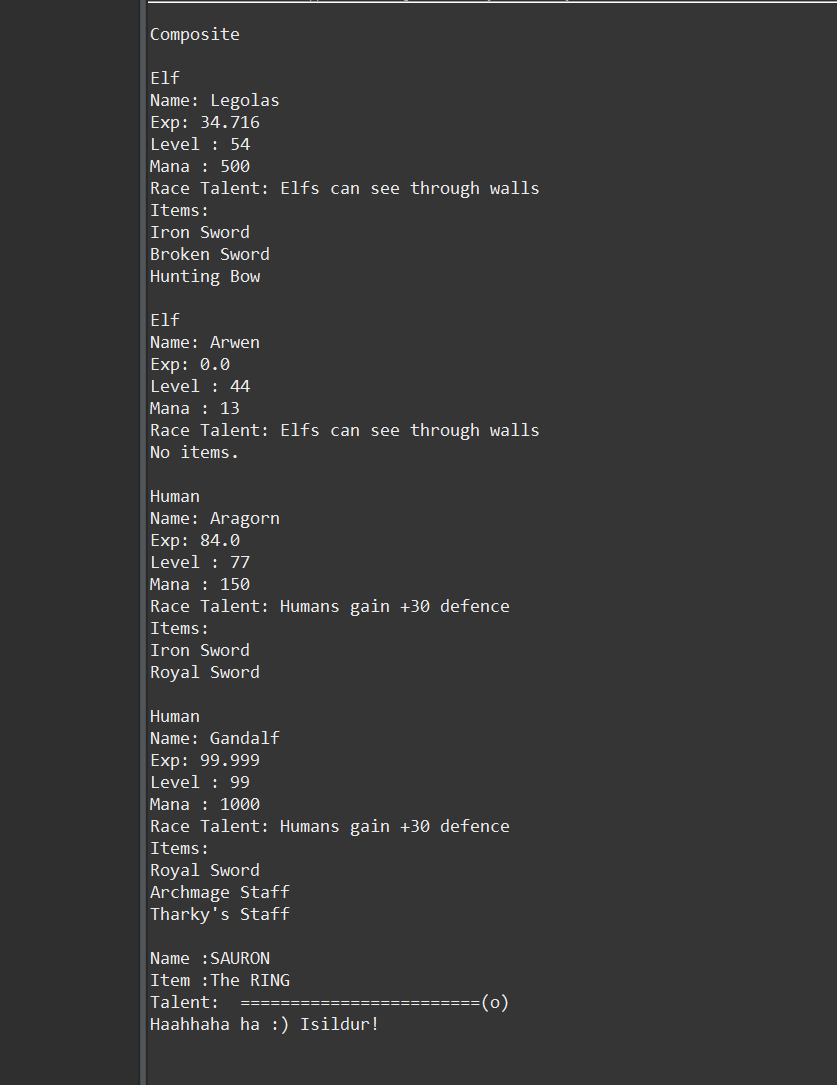 Composite
Elf
Name: Legolas
Exp: 34.716
Level : 54
Mana : 500
Race Talent: Elfs can see through walls
Items:
Iron Sword
Broken Sword
Hunting Bow
Elf
Name: Arwen
Exp: 0.0
Level : 44
Mana : 13
Race Talent: Elfs can see through walls
No items.
Human
Name: Aragorn
Exp: 84.0
Level : 77
Mana : 150
Race Talent: Humans gain +30 defence
Items:
Iron Sword
Royal Sword
Human
Name: Gandalf
Exp: 99.999
Level : 99
Mana : 1000
Race Talent: Humans gain +30 defence
Items:
Royal Sword
Archmage Staff
Tharky's Staff
Name :SAURON
Item :The RING
Talent:  ========================(o)
Haahhaha ha :) Isildur!